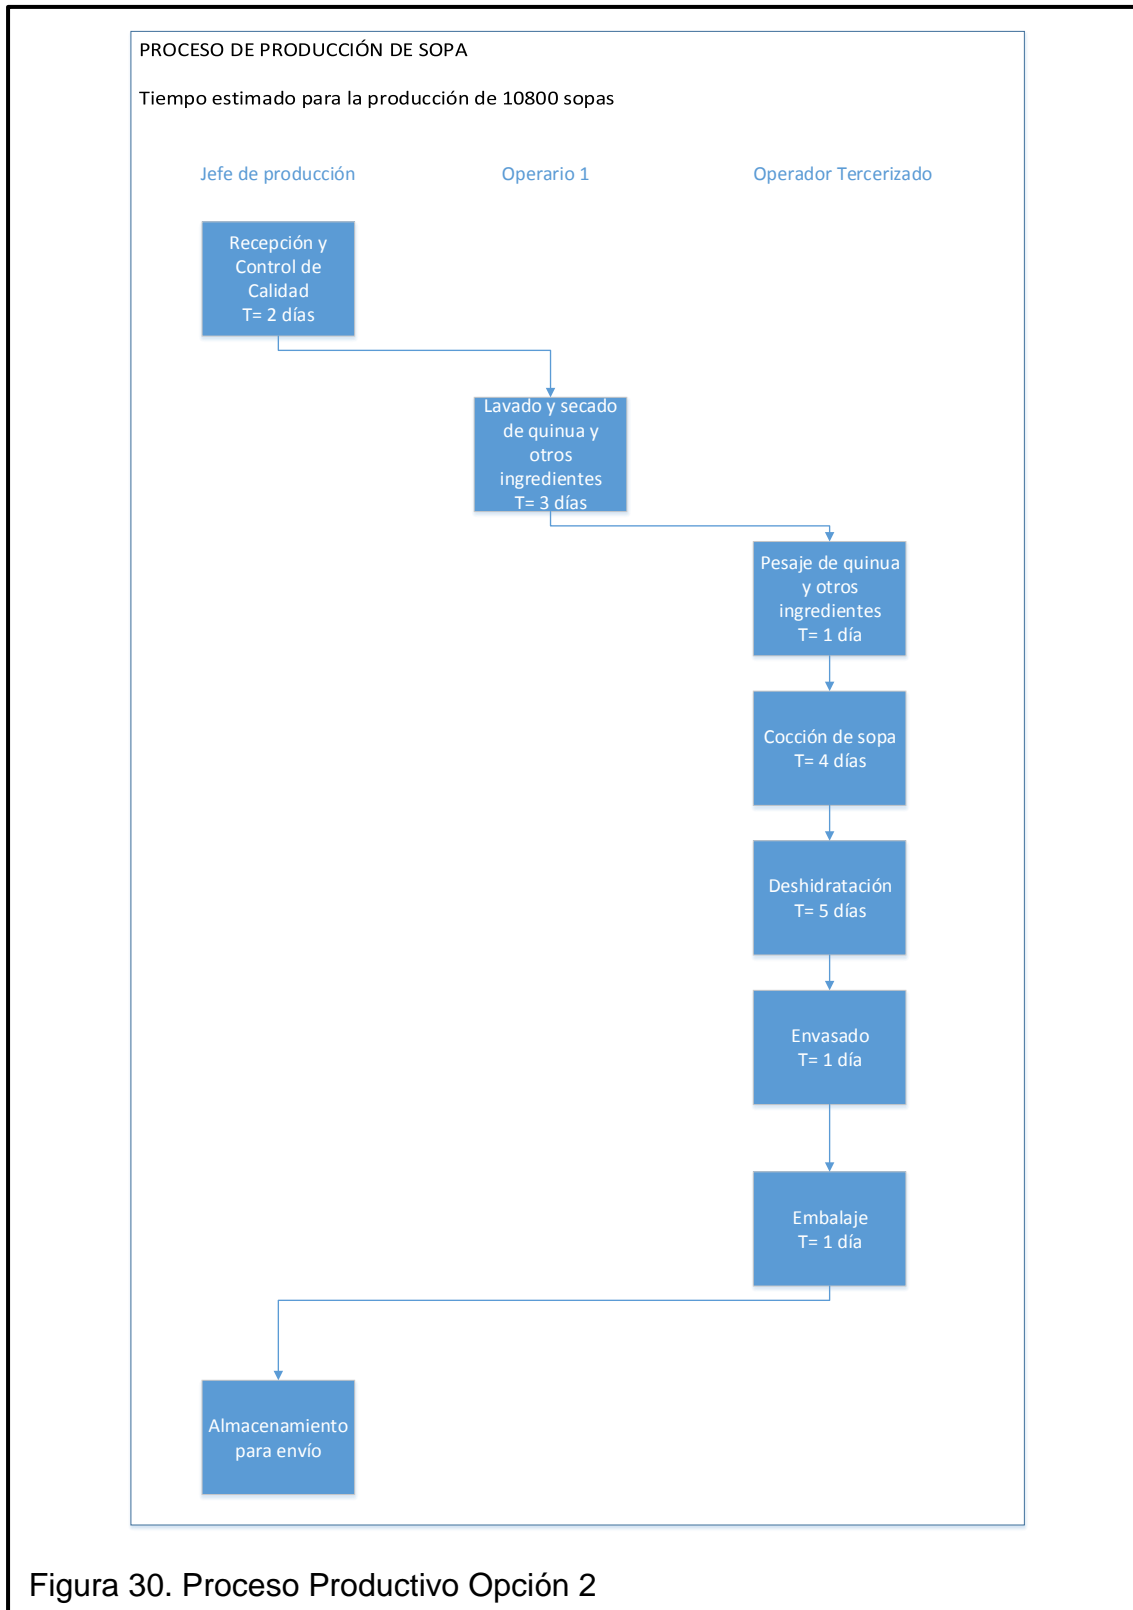 PROCESO DE PRODUCCIÓN DE SOPA
Tiempo estimado para la producción de 10800 sopas
Jefe de producción
Operario 1
Operador Tercerizado
Recepción y
Control de
Calidad
T= 2 días
Lavado y secado
de quinua y
otros
ingredientes
T= 3 días
Pesaje de quinua
y otros
ingredientes
T= 1 día
Cocción de sopa
T= 4 días
Deshidratación
T= 5 días
Envasado
T= 1 día
Embalaje
T= 1 día
Almacenamiento
para envío
Figura 30. Proceso Productivo Opción 2